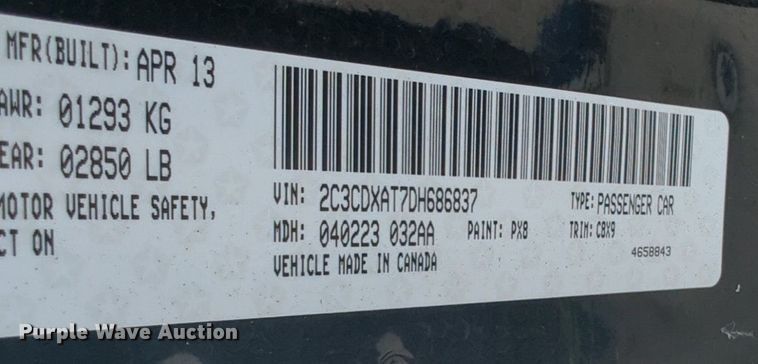 MFR(BUILT): APR 13
AWR: 01293 KG
EAR: 02850 LB
MOTOR VEHICLE SAFETY,
CT ON
VIN: 2C3CDXAT7DH686837 TYPE: PASSENGER CAR
MDH: 040223 032AA PAINT: PX8 TRIM: C8X9
VEHICLE MADE IN CANADA 4658843
Purple Wave Auction